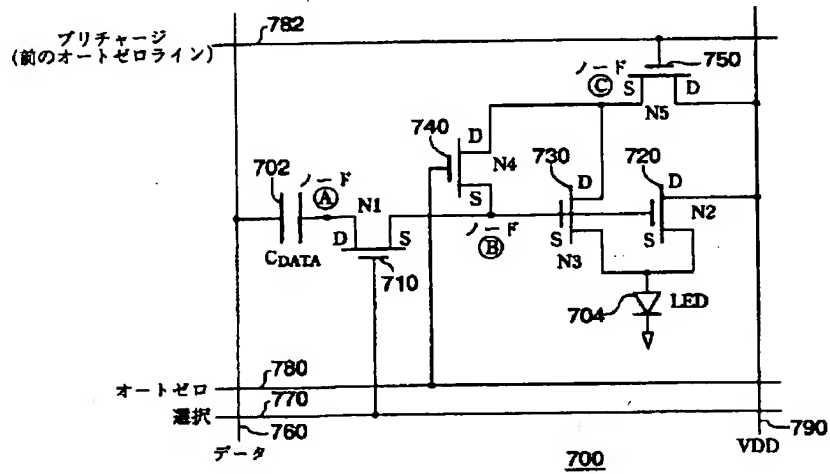 プリチャージ
(前のオートゼロライン)
782
ノード
Ⓒ
750
S
D
N5
740
D
N4
S
730
D
720
D
702
ノード
Ⓐ
N1
D
S
CDATA
710
ノード
Ⓑ
S
N3
S
N2
704
LED
780
オートゼロ
770
選択
760
データ
700
790
VDD